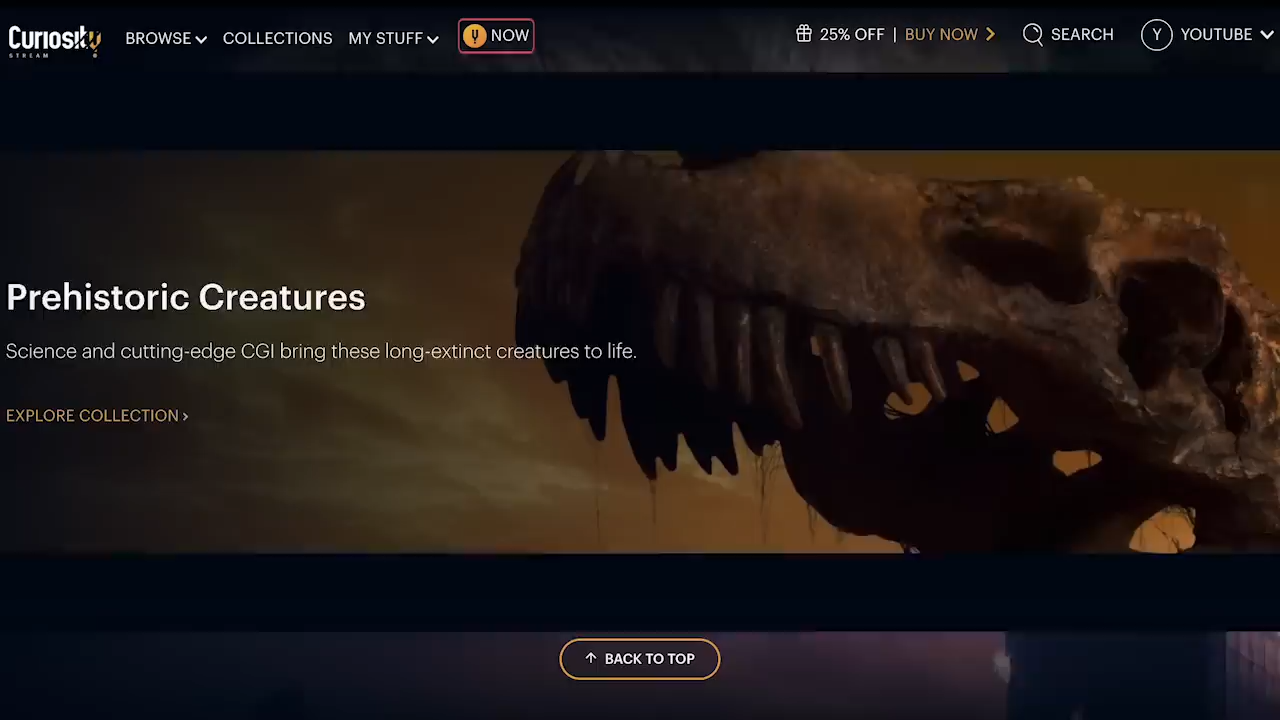 Curiosity
STREAM
BROWSE
COLLECTIONS
MY STUFF
NOW
25% OFF | BUY NOW
SEARCH
Y
YOUTUBE
Prehistoric Creatures
Science and cutting-edge CGI bring these long-extinct creatures to life.
EXPLORE COLLECTION
BACK TO TOP